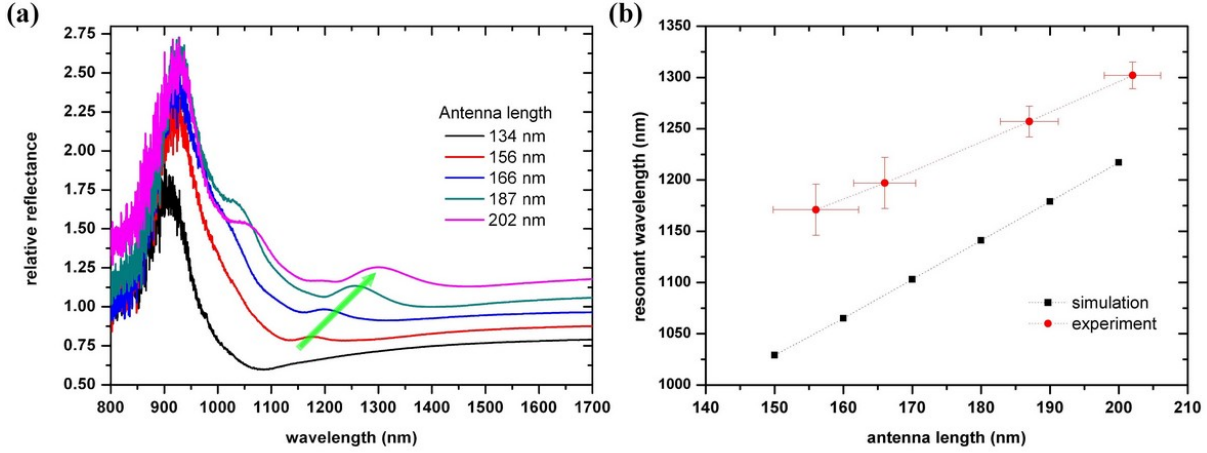 (a)
relative reflectance
2.75
2.50
2.25
2.00
1.75
1.50
1.25
1.00
0.75
0.50
Antenna length
134 nm
156 nm
166 nm
187 nm
202 nm
800 900 1000 1100 1200 1300 1400 1500 1600 1700
wavelength (nm)
(b)
resonant wavelength (nm)
1350
1300
1250
1200
1150
1100
1050
1000
simulation
experiment
140 150 160 170 180 190 200 210
antenna length (nm)